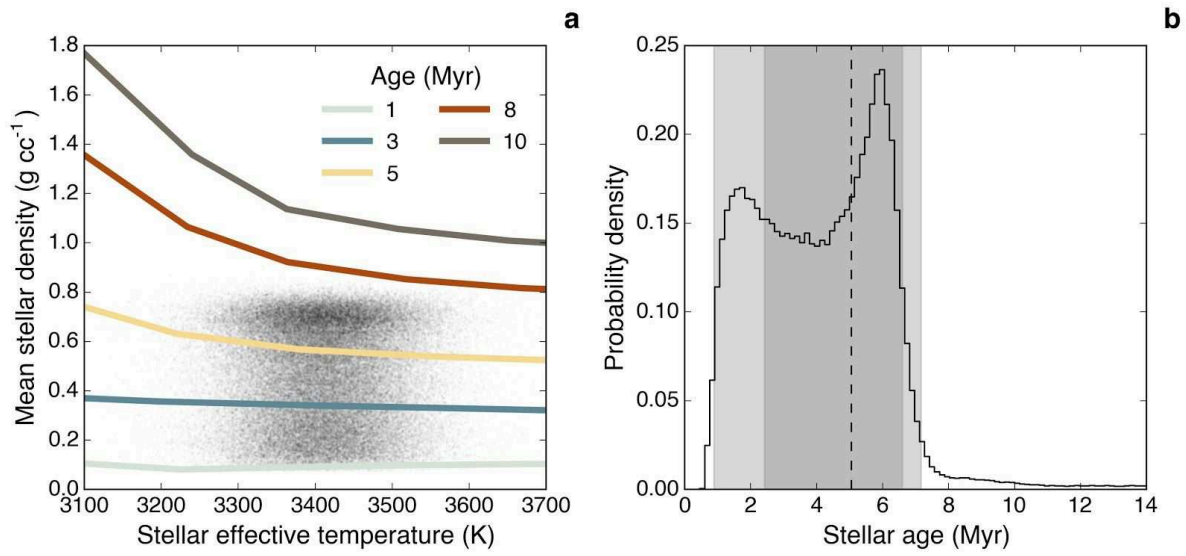 a
Mean stellar density (g cc⁻¹)
1.8
1.6
1.4
1.2
1.0
0.8
0.6
0.4
0.2
0.0
3100 3200 3300 3400 3500 3600 3700
Stellar effective temperature (K)
Age (Myr)
1 8
3 10
5
b
Probability density
0.25
0.20
0.15
0.10
0.05
0.00
0 2 4 6 8 10 12 14
Stellar age (Myr)